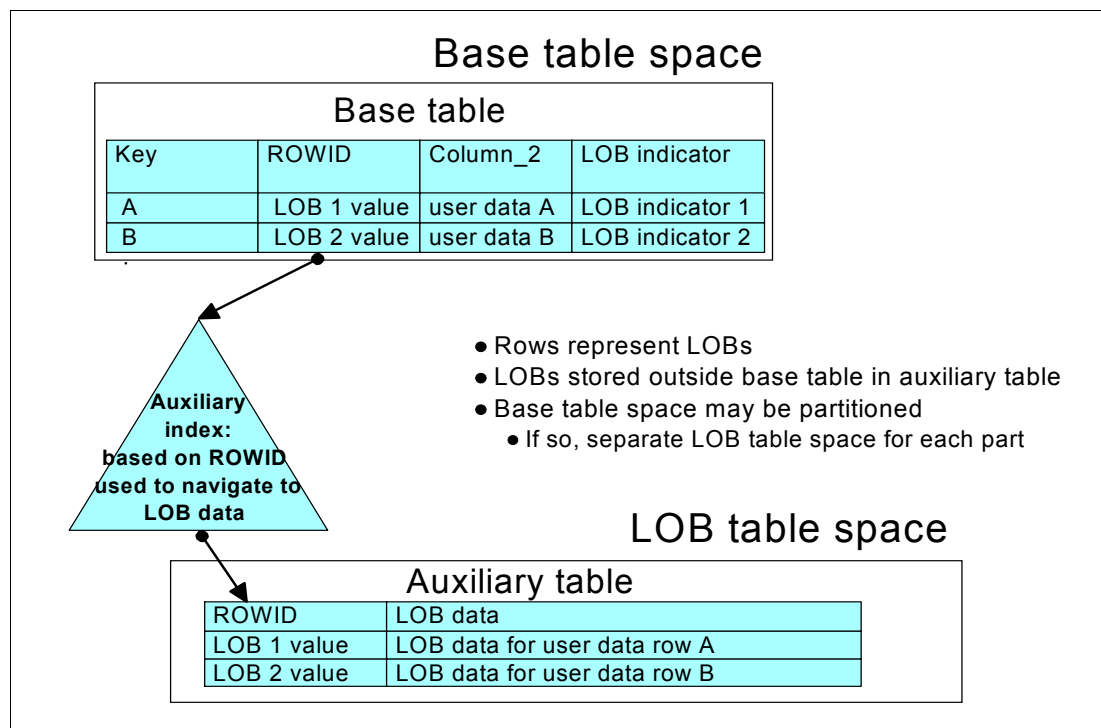 Base table space
Base table
Key ROWID Column_2 LOB indicator
A LOB 1 value user data A LOB indicator 1
B LOB 2 value user data B LOB indicator 2
.
Auxiliary
index:
based on ROWID
used to navigate to
LOB data
● Rows represent LOBs
● LOBs stored outside base table in auxiliary table
● Base table space may be partitioned
● If so, separate LOB table space for each part
LOB table space
Auxiliary table
ROWID LOB data
LOB 1 value LOB data for user data row A
LOB 2 value LOB data for user data row B